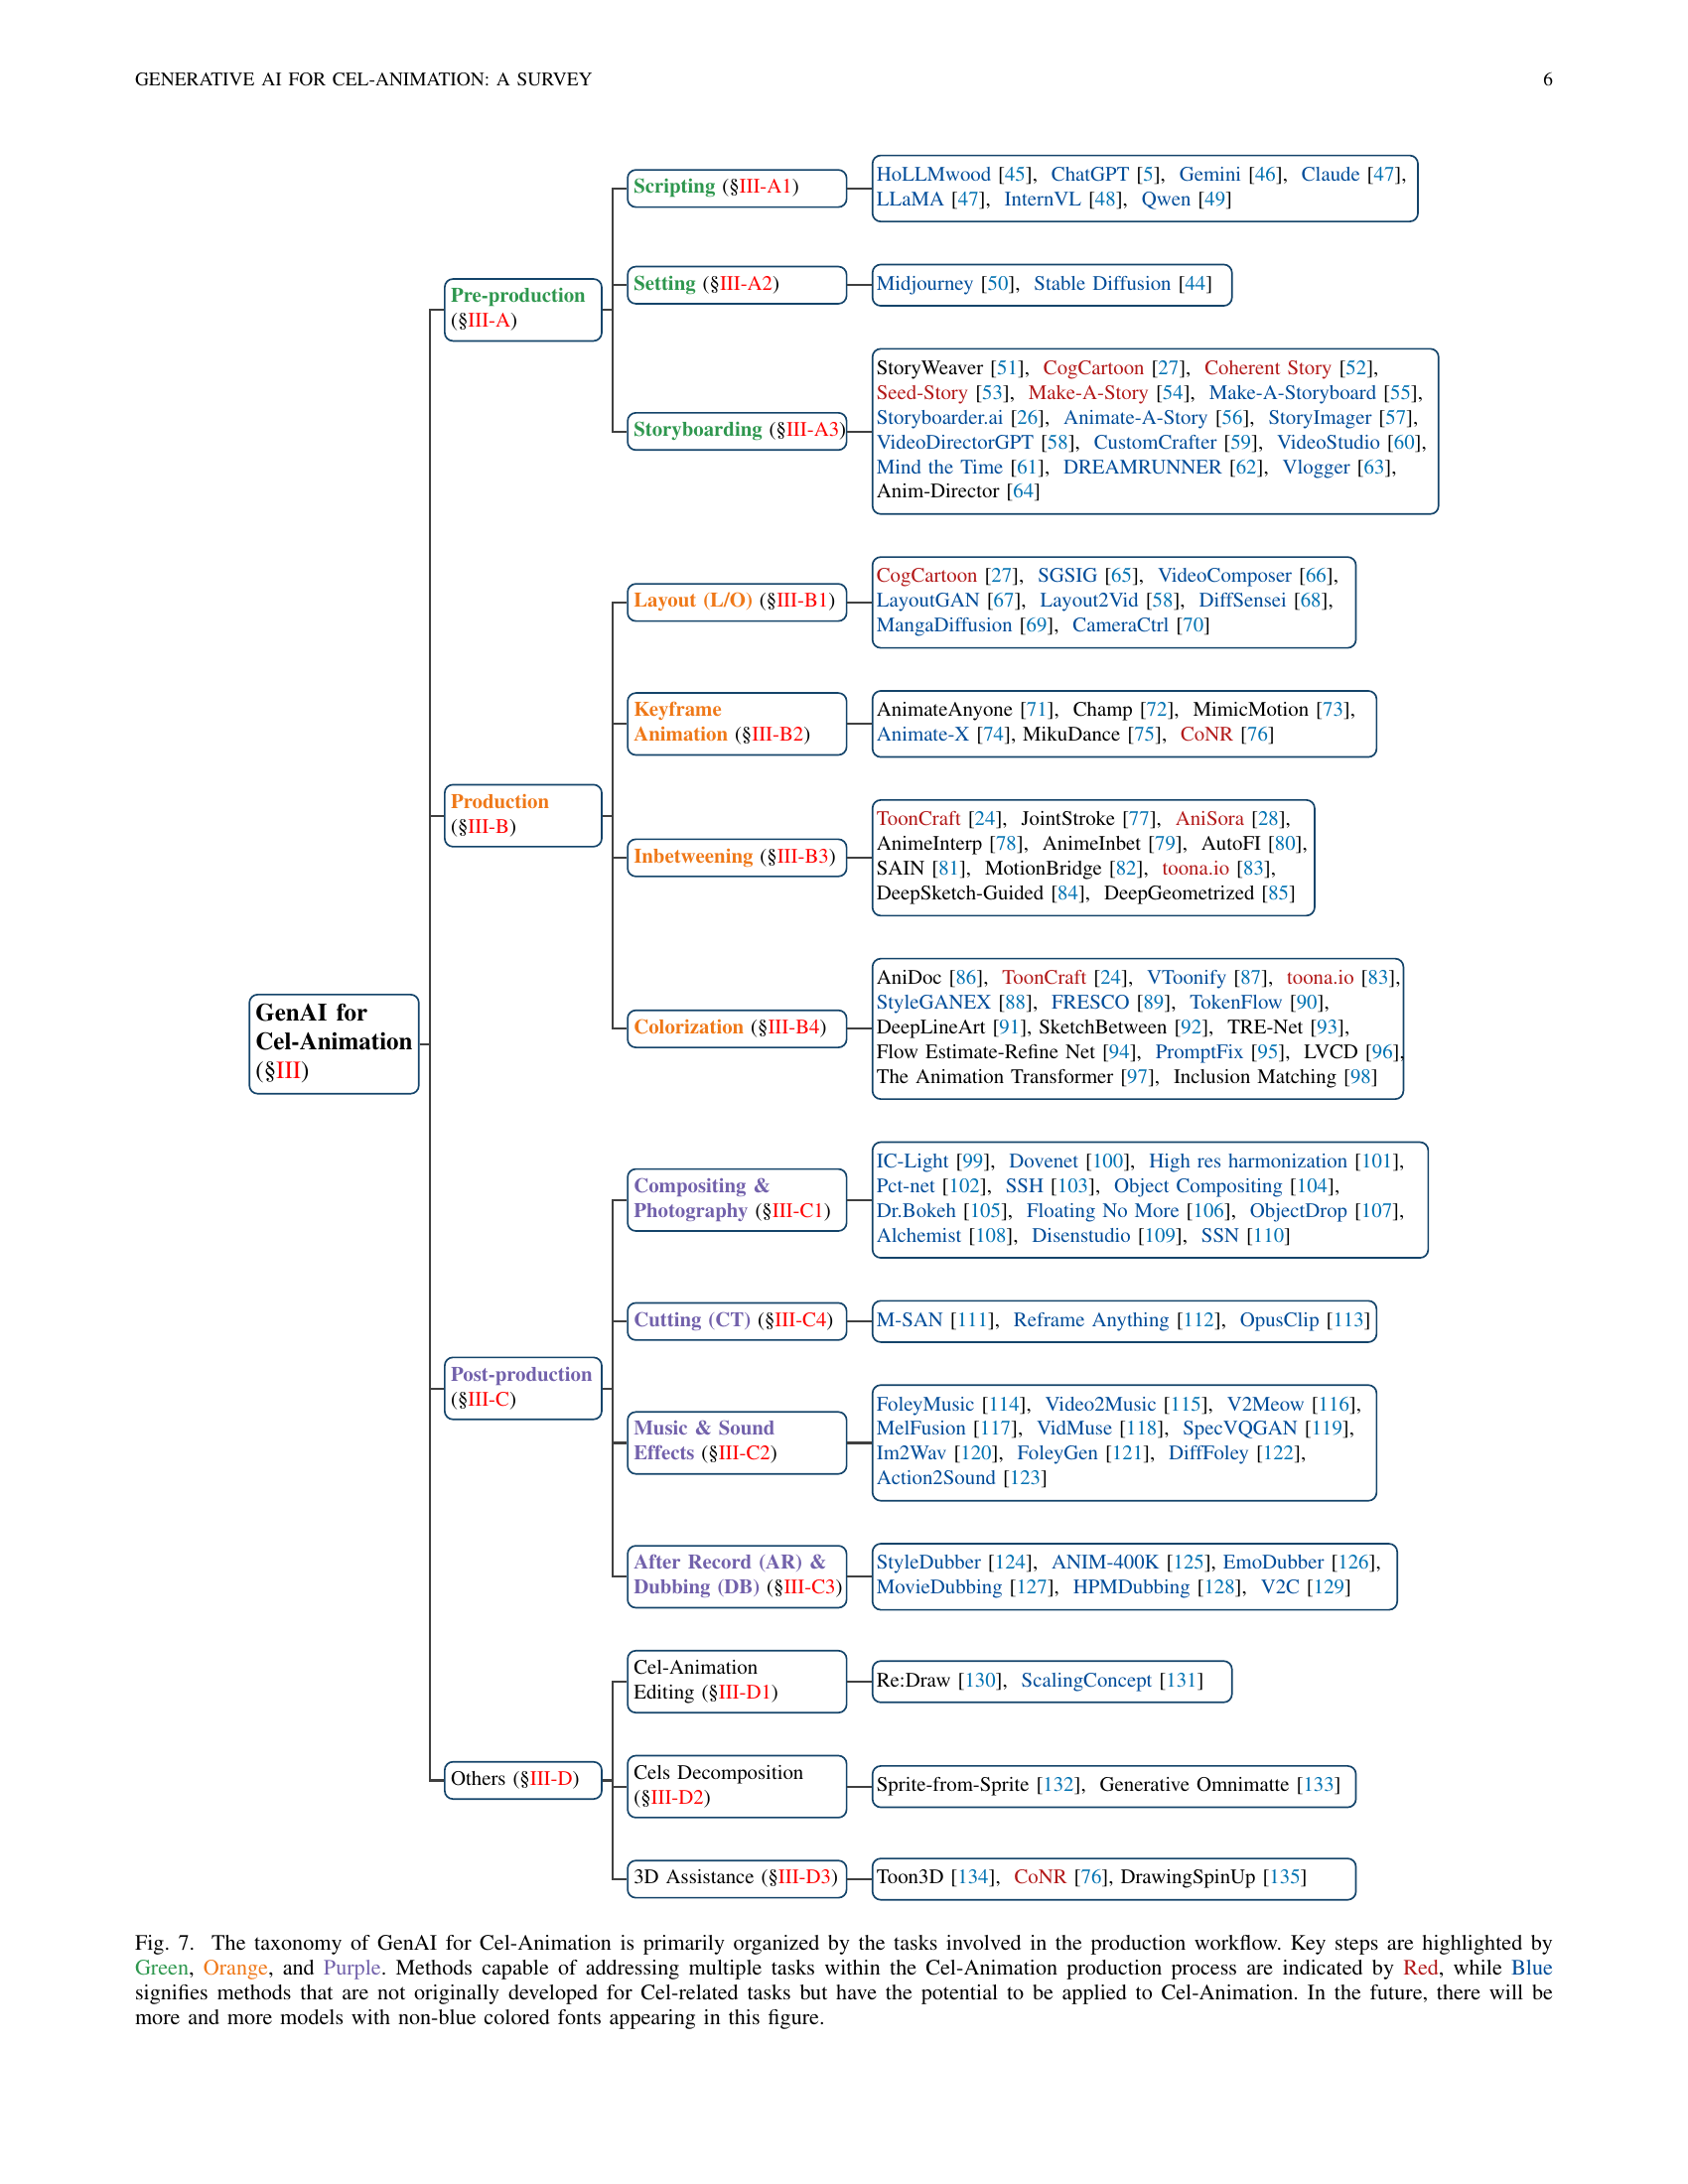 GENERATIVE AI FOR CEL-ANIMATION: A SURVEY
6
GenAI for
Cel-Animation
(§III)
Pre-production
(§III-A)
Scripting (§III-A1)
HoLLMwood [45], ChatGPT [5], Gemini [46], Claude [47],
LLaMA [47], InternVL [48], Qwen [49]
Setting (§III-A2)
Midjourney [50], Stable Diffusion [44]
Storyboarding (§III-A3)
StoryWeaver [51], CogCartoon [27], Coherent Story [52],
Seed-Story [53], Make-A-Story [54], Make-A-Storyboard [55],
Storyboarder.ai [26], Animate-A-Story [56], StoryImager [57],
VideoDirectorGPT [58], CustomCrafter [59], VideoStudio [60],
Mind the Time [61], DREAMRUNNER [62], Vlogger [63],
Anim-Director [64]
Production
(§III-B)
Layout (L/O) (§III-B1)
CogCartoon [27], SGSIG [65], VideoComposer [66],
LayoutGAN [67], Layout2Vid [58], DiffSensei [68],
MangaDiffusion [69], CameraCtrl [70]
Keyframe
Animation (§III-B2)
AnimateAnyone [71], Champ [72], MimicMotion [73],
Animate-X [74], MikuDance [75], CoNR [76]
Inbetweening (§III-B3)
ToonCraft [24], JointStroke [77], AniSora [28],
AnimeInterp [78], AnimeInbet [79], AutoFI [80],
SAIN [81], MotionBridge [82], toona.io [83],
DeepSketch-Guided [84], DeepGeometrized [85]
Colorization (§III-B4)
AniDoc [86], ToonCraft [24], VToonify [87], toona.io [83],
StyleGANEX [88], FRESCO [89], TokenFlow [90],
DeepLineArt [91], SketchBetween [92], TRE-Net [93],
Flow Estimate-Refine Net [94], PromptFix [95], LVCD [96],
The Animation Transformer [97], Inclusion Matching [98]
Post-production
(§III-C)
Compositing &
Photography (§III-C1)
IC-Light [99], Dovenet [100], High res harmonization [101],
Pct-net [102], SSH [103], Object Compositing [104],
Dr.Bokeh [105], Floating No More [106], ObjectDrop [107],
Alchemist [108], Disenstudio [109], SSN [110]
Cutting (CT) (§III-C4)
M-SAN [111], Reframe Anything [112], OpusClip [113]
Music & Sound
Effects (§III-C2)
FoleyMusic [114], Video2Music [115], V2Meow [116],
MelFusion [117], VidMuse [118], SpecVQGAN [119],
Im2Wav [120], FoleyGen [121], DiffFoley [122],
Action2Sound [123]
After Record (AR) &
Dubbing (DB) (§III-C3)
StyleDubber [124], ANIM-400K [125], EmoDubber [126],
MovieDubbing [127], HPMDubbing [128], V2C [129]
Others (§III-D)
Cel-Animation
Editing (§III-D1)
Re:Draw [130], ScalingConcept [131]
Cels Decomposition
(§III-D2)
Sprite-from-Sprite [132], Generative Omnimatte [133]
3D Assistance (§III-D3)
Toon3D [134], CoNR [76], DrawingSpinUp [135]
Fig. 7. The taxonomy of GenAI for Cel-Animation is primarily organized by the tasks involved in the production workflow. Key steps are highlighted by
Green, Orange, and Purple. Methods capable of addressing multiple tasks within the Cel-Animation production process are indicated by Red, while Blue
signifies methods that are not originally developed for Cel-related tasks but have the potential to be applied to Cel-Animation. In the future, there will be
more and more models with non-blue colored fonts appearing in this figure.